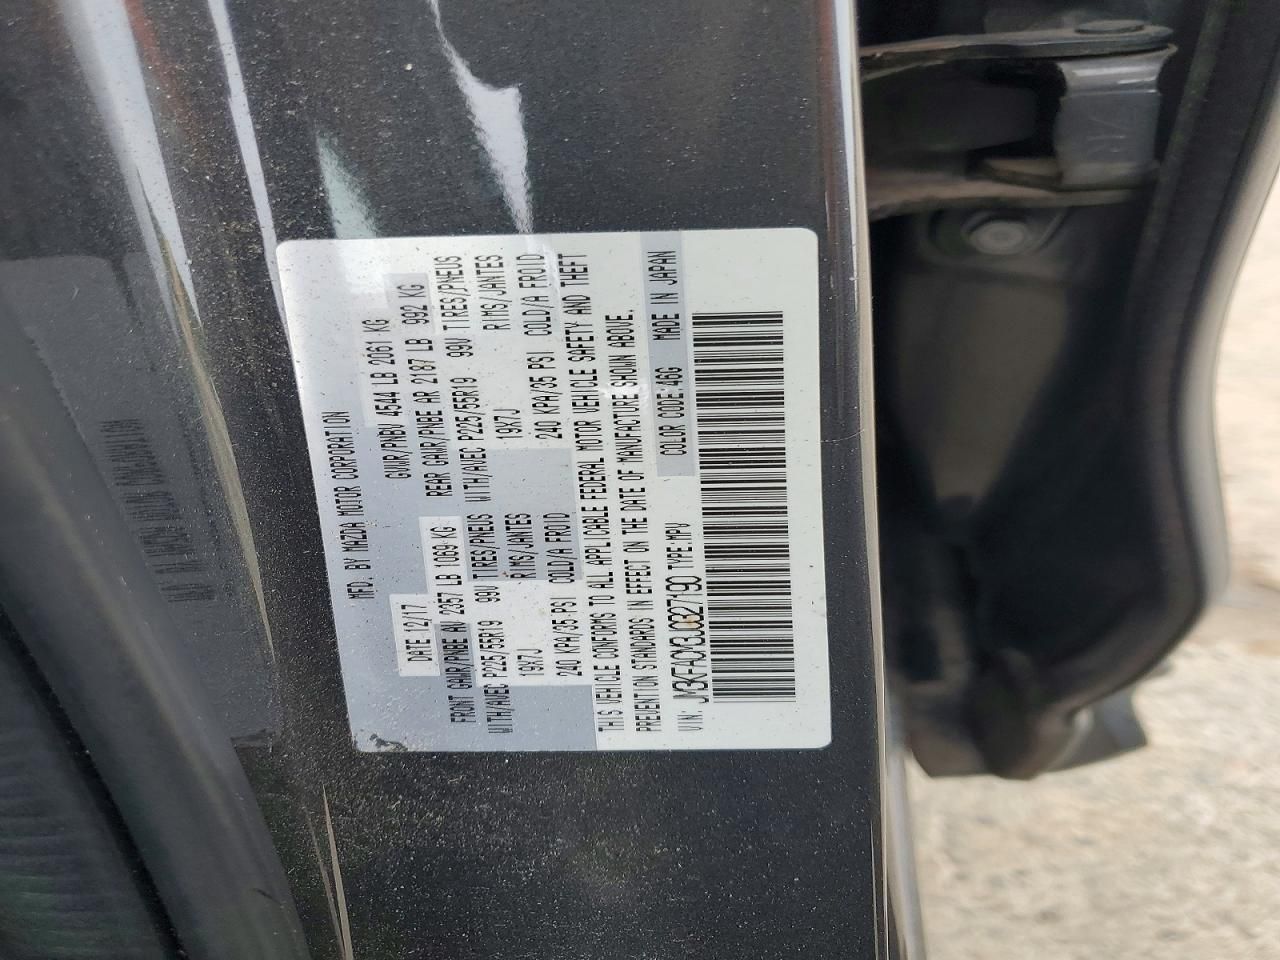 MFD. BY MAZDA MOTOR CORPORATION
DATE 12/17 GVWR/PNBV 4544 LB 2061 KG
FRONT GAWR/PNBE AV 2357 LB 1069 KG REAR GAWR/PNBE AR 2187 LB 992 KG
WITH/AVEC P225/55R19 99V TIRES/PNEUS WITH/AVEC P225/55R19 99V TIRES/PNEUS
19X7J RIMS/JANTES 19X7J RIMS/JANTES
240 KPA/35 PSI COLD/A FROID 240 KPA/35 PSI COLD/A FROID
THIS VEHICLE CONFORMS TO ALL APPLICABLE FEDERAL MOTOR VEHICLE SAFETY AND THEFT
PREVENTION STANDARDS IN EFFECT ON THE DATE OF MANUFACTURE SHOWN ABOVE.
VIN: TYPE:MPV COLOR CODE:46G MADE IN JAPAN